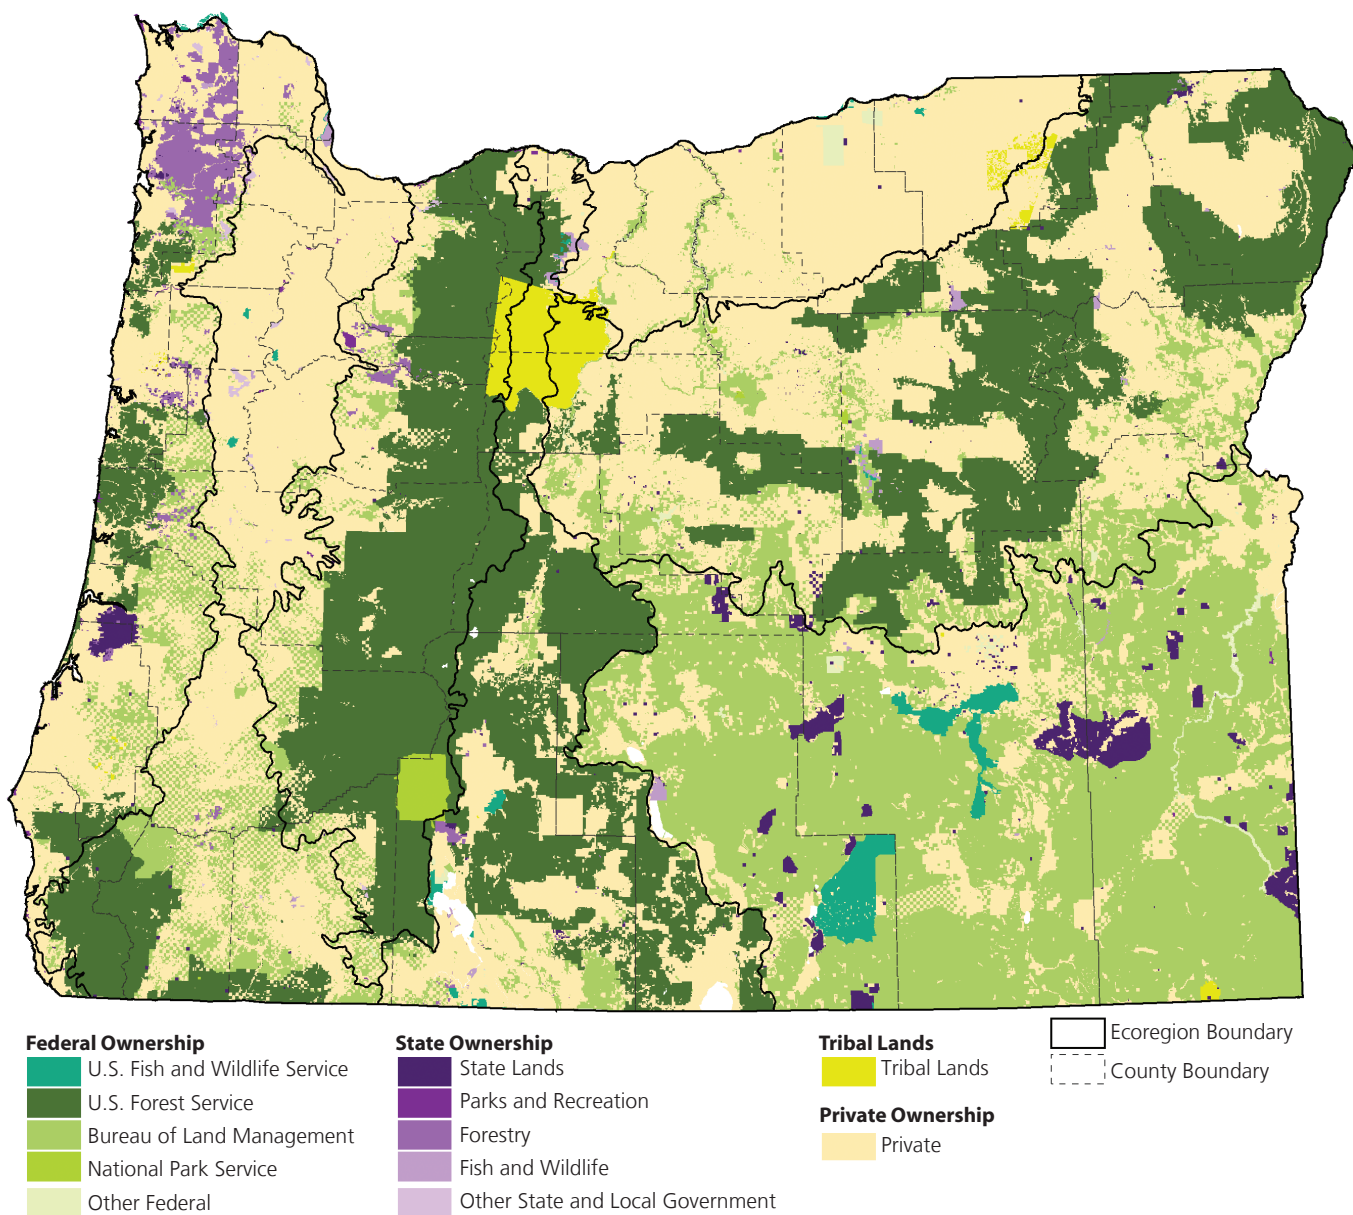 Federal Ownership
U.S. Fish and Wildlife Service
U.S. Forest Service
Bureau of Land Management
National Park Service
Other Federal
State Ownership
State Lands
Parks and Recreation
Forestry
Fish and Wildlife
Other State and Local Government
Tribal Lands
Tribal Lands
Private Ownership
Private
Ecoregion Boundary
County Boundary